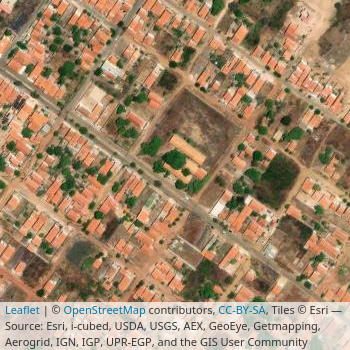 Leaflet | © OpenStreetMap contributors, CC-BY-SA, Tiles © Esri —
Source: Esri, i-cubed, USDA, USGS, AEX, GeoEye, Getmapping,
Aerogrid, IGN, IGP, UPR-EGP, and the GIS User Community